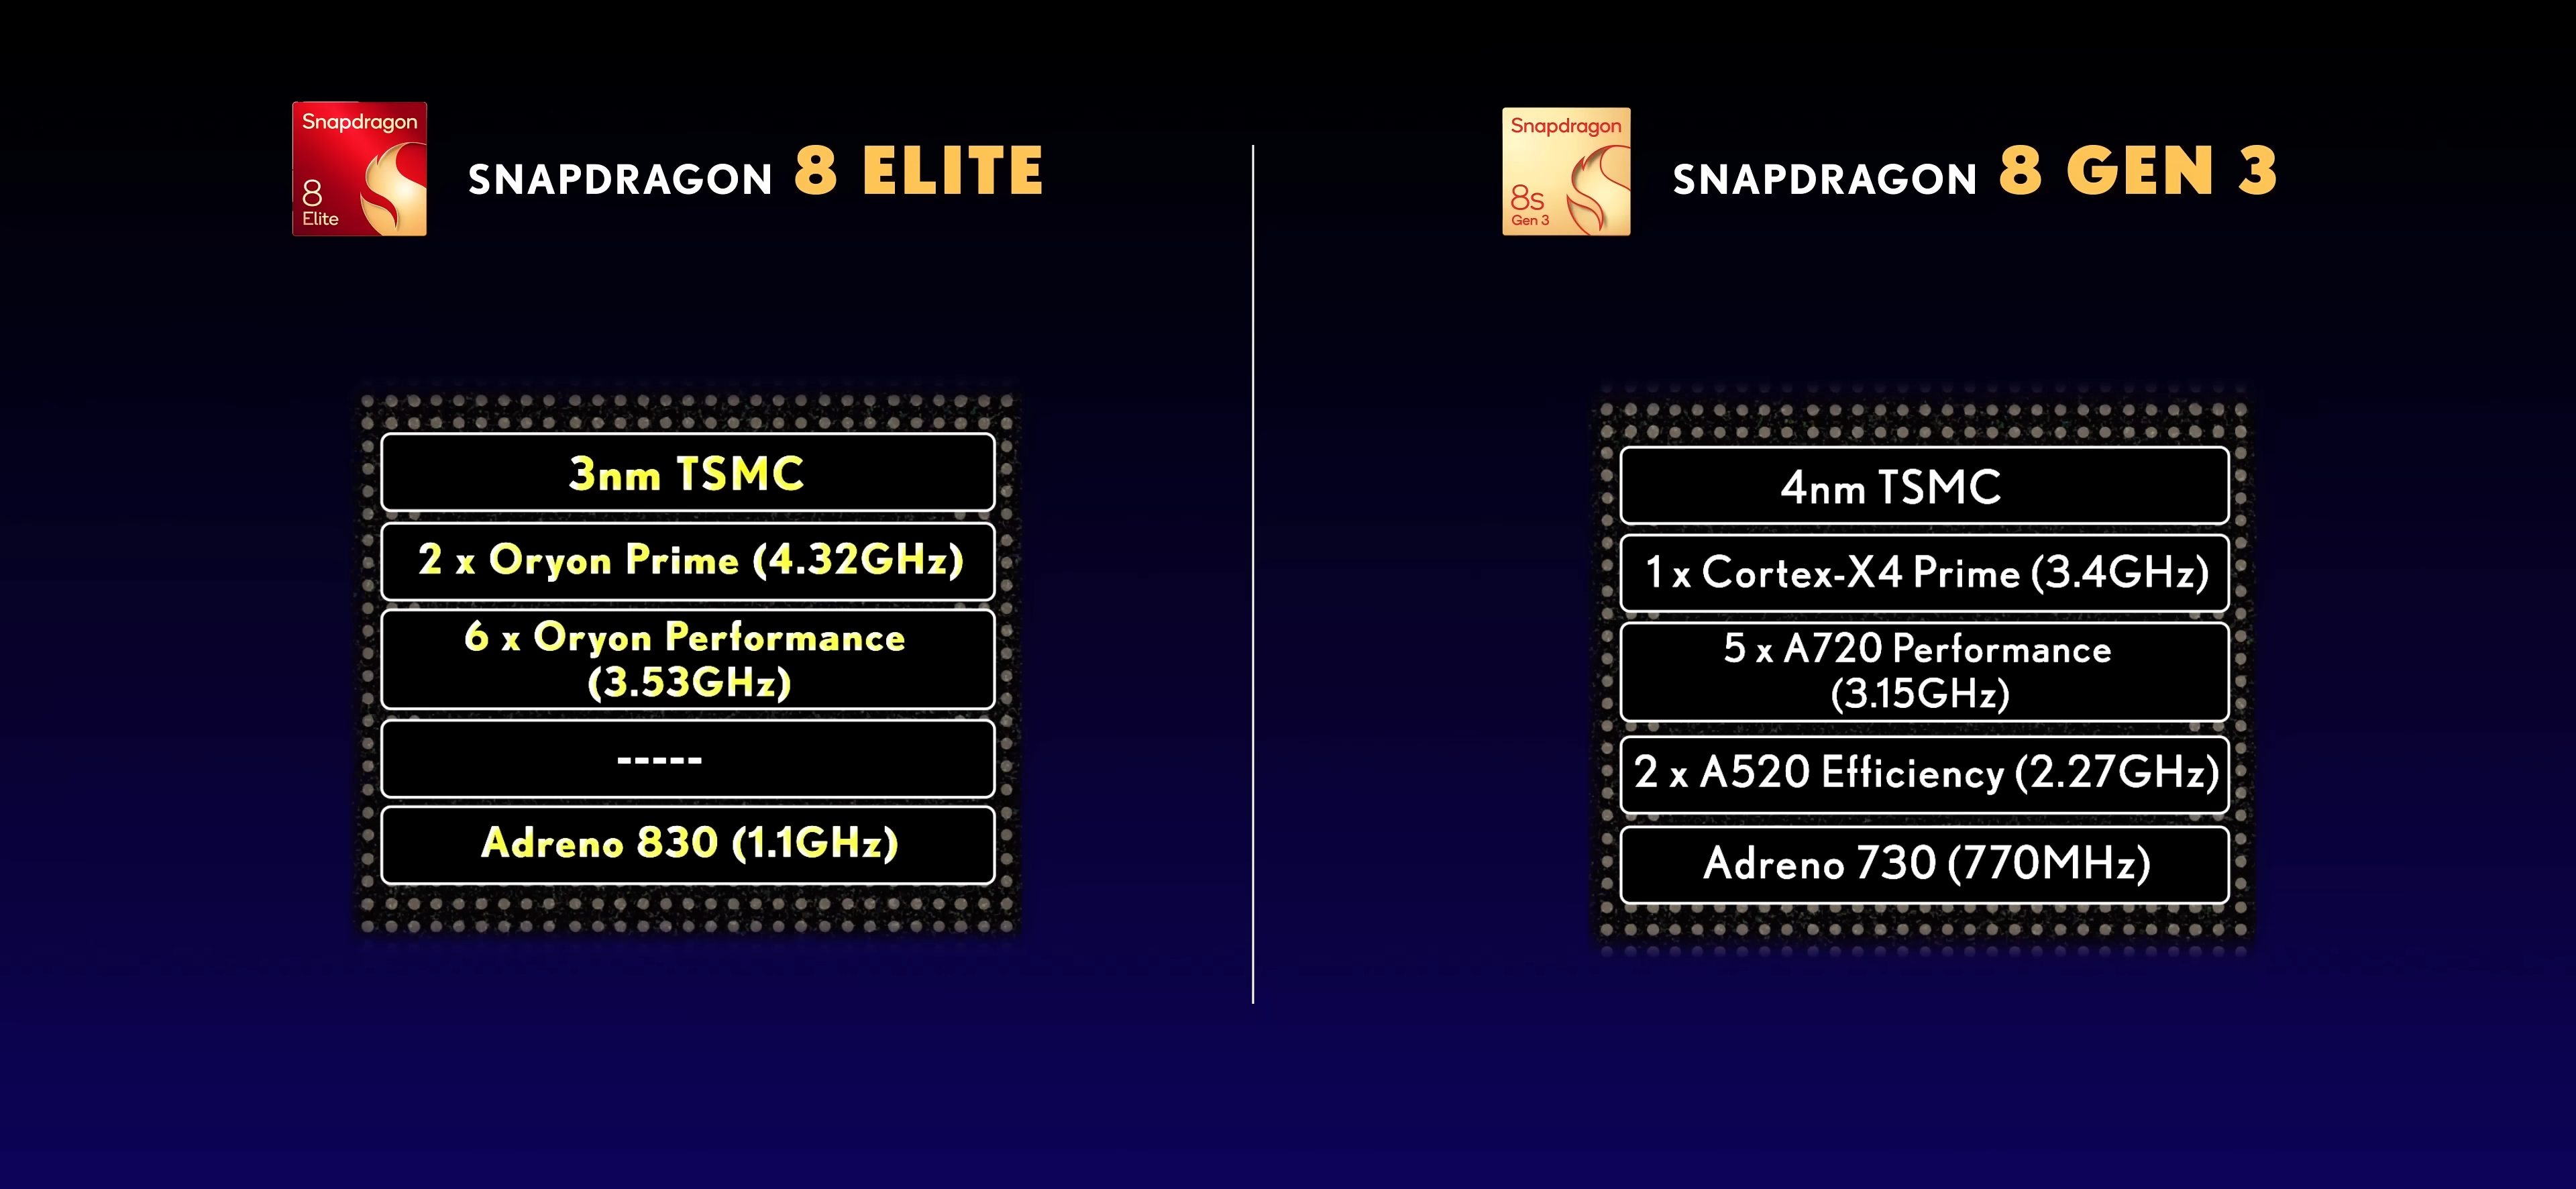 Snapdragon
8
Elite
SNAPDRAGON 8 ELITE
3nm TSMC
2 x Oryon Prime (4.32GHz)
6 x Oryon Performance
(3.53GHz)
-----
Adreno 830 (1.1GHz)
Snapdragon
8s
Gen 3
SNAPDRAGON 8 GEN 3
4nm TSMC
1 x Cortex-X4 Prime (3.4GHz)
5 x A720 Performance
(3.15GHz)
2 x A520 Efficiency (2.27GHz)
Adreno 730 (770MHz)